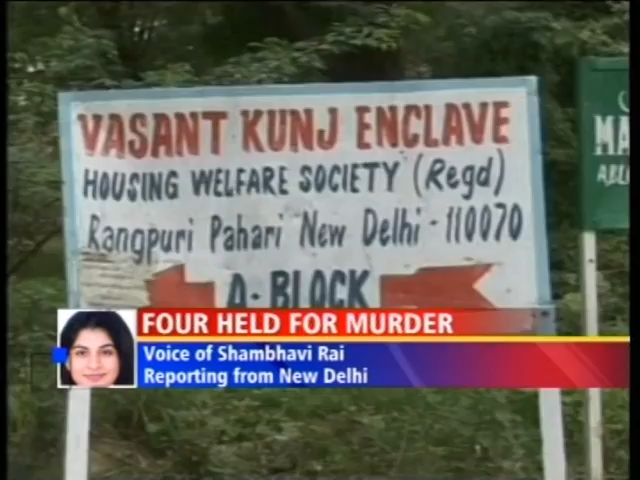 VASANT KUNJ ENCLAVE
HOUSING WELFARE SOCIETY (Regd)
Rangpuri Pahari New Delhi - 110070
A-BLOCK
FOUR HELD FOR MURDER
Voice of Shambhavi Rai
Reporting from New Delhi